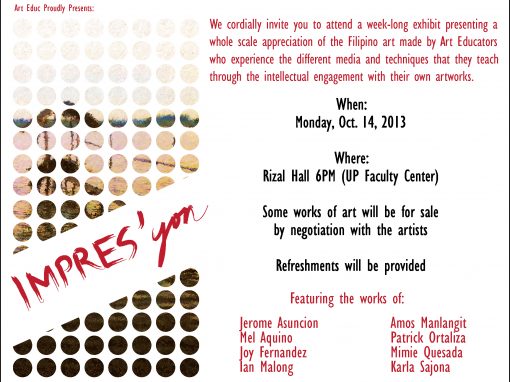 Art Educ Proudly Presents:
We cordially invite you to attend a week-long exhibit presenting a
whole scale appreciation of the Filipino art made by Art Educators
who experience the different media and techniques that they teach
through the intellectual engagement with their own artworks.
When:
Monday, Oct. 14, 2013
Where:
Rizal Hall 6PM (UP Faculty Center)
IMPRES'yon
Some works of art will be for sale
by negotiation with the artists
Refreshments will be provided
Featuring the works of:
Jerome Asuncion
Mel Aquino
Joy Fernandez
Ian Malong
Amos Manlangit
Patrick Ortaliza
Mimie Quesada
Karla Sajona